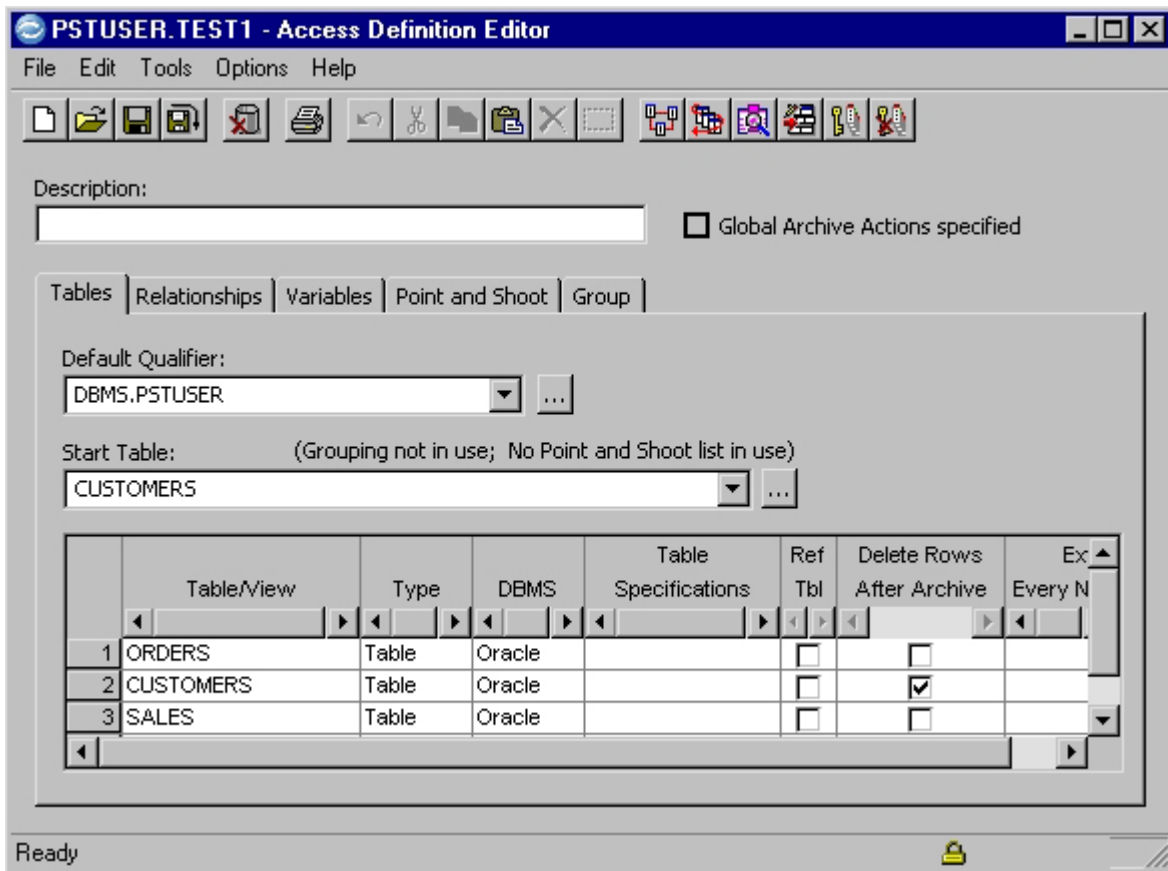 PSTUSER.TEST1 - Access Definition Editor
File Edit Tools Options Help
Description:
Global Archive Actions specified
Tables Relationships Variables Point and Shoot Group
Default Qualifier:
DBMS.PSTUSER
...
Start Table: (Grouping not in use; No Point and Shoot list in use)
CUSTOMERS
...
Table Ref Delete Rows Ex
Table/View Type DBMS Specifications Tbl After Archive Every N
1 ORDERS Table Oracle
2 CUSTOMERS Table Oracle
3 SALES Table Oracle
Ready